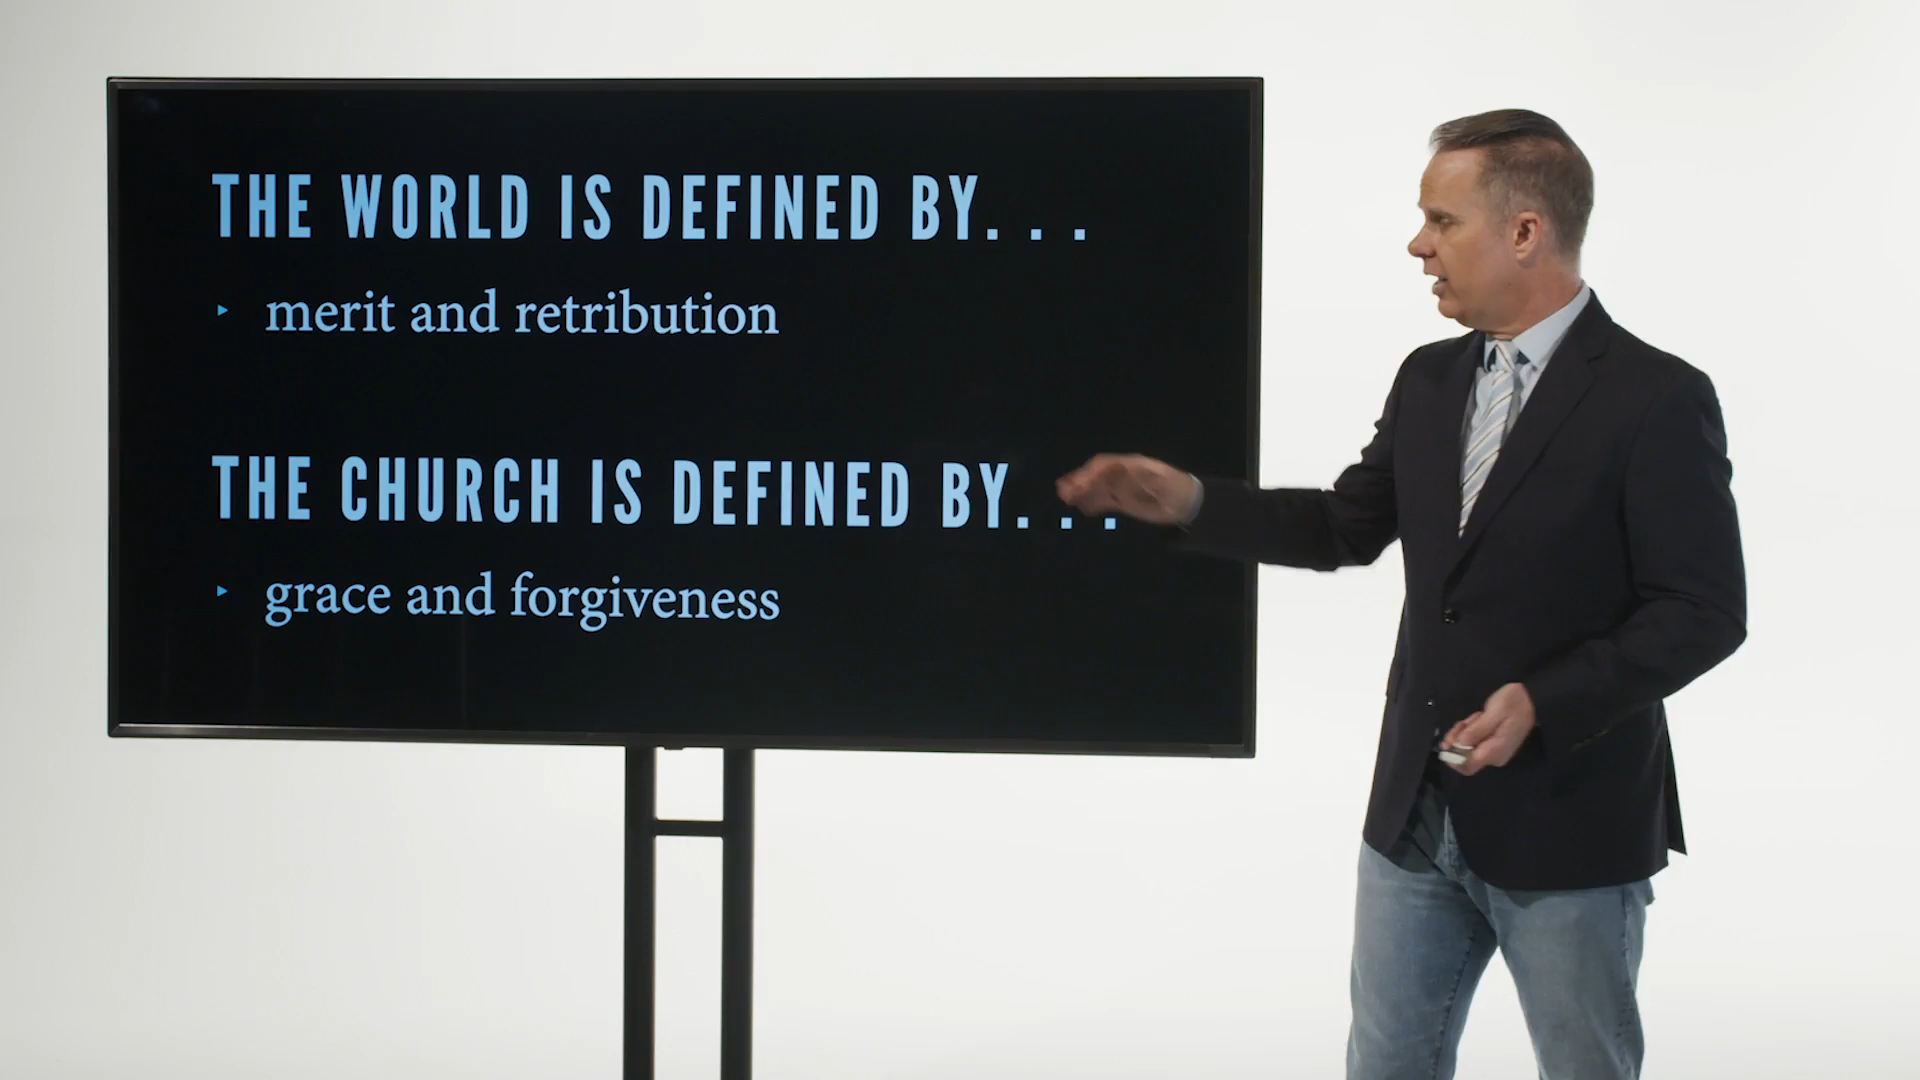 THE WORLD IS DEFINED BY. . .
‣ merit and retribution
THE CHURCH IS DEFINED BY. . .
‣ grace and forgiveness